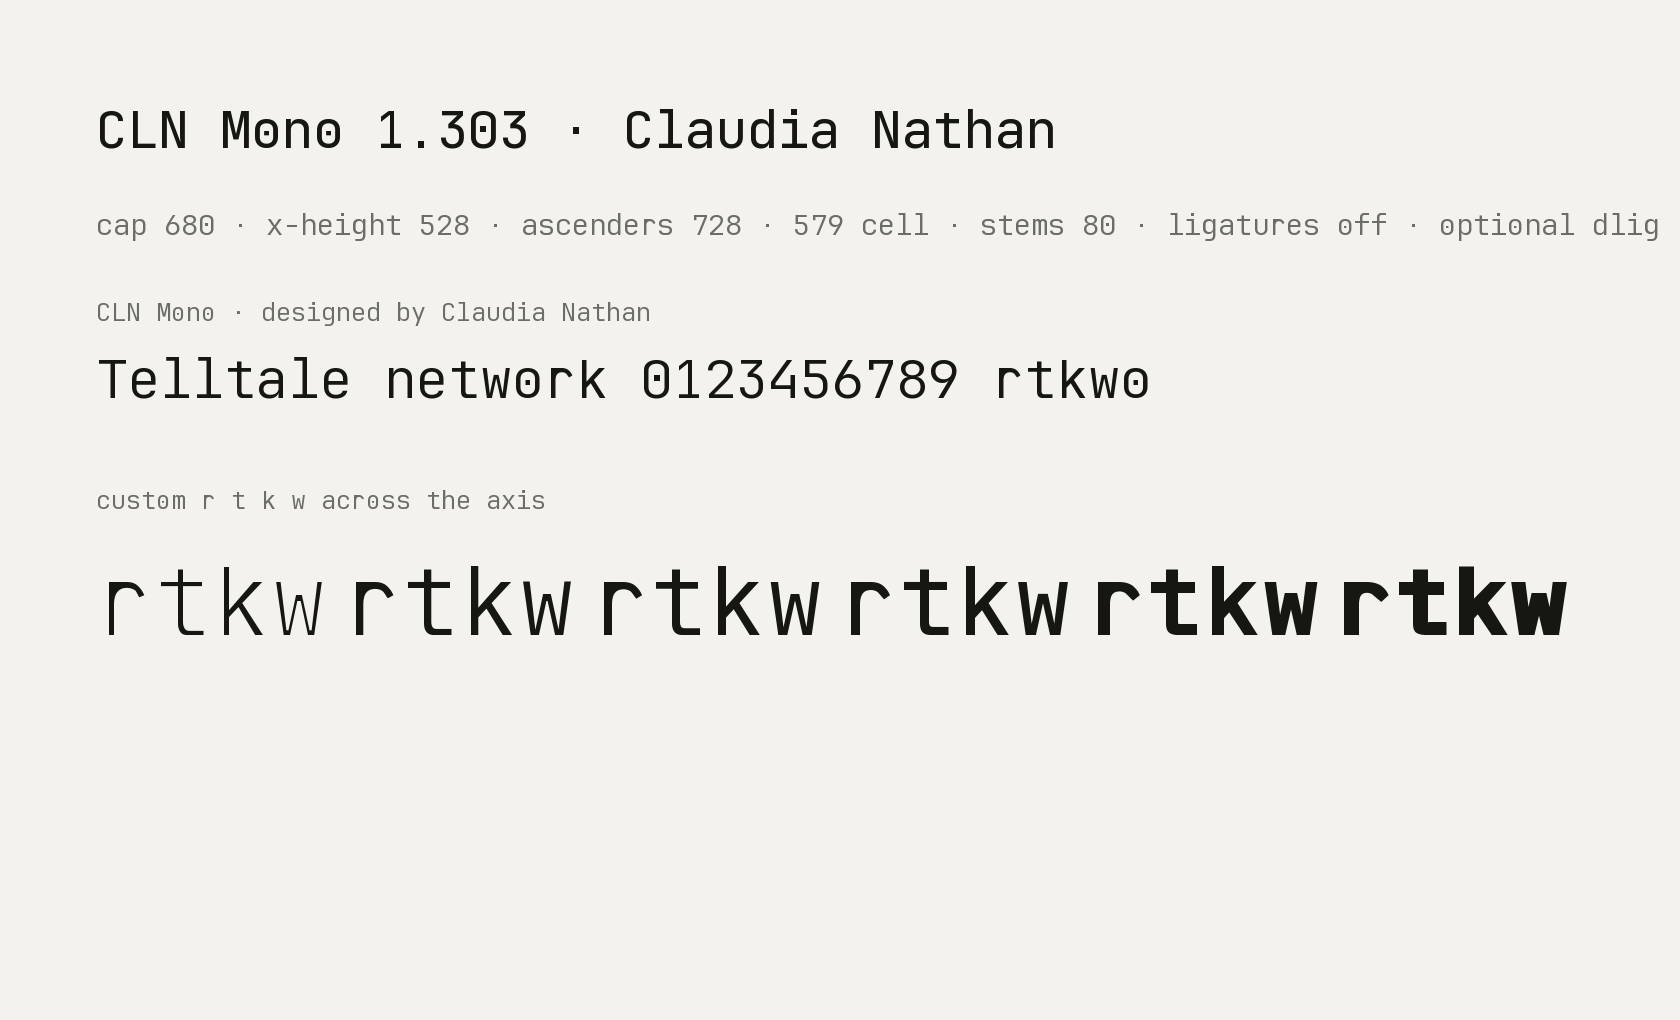 CLN Mono 1.303 · Claudia Nathan
cap 680 · x-height 528 · ascenders 728 · 579 cell · stems 80 · ligatures off · optional dlig
CLN Mono · designed by Claudia Nathan
Telltale network 0123456789 rtkwo
custom r t k w across the axis
rtkw rtkw rtkw rtkw rtkw rtkw